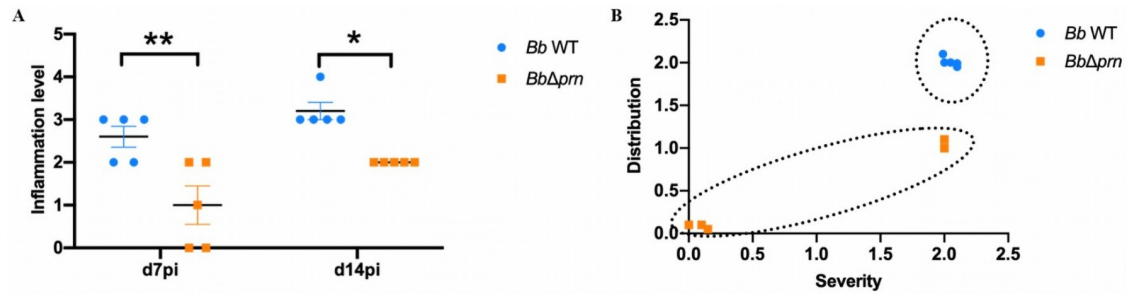 A
Inflammation level
5
4
3
2
1
0
**
*
d7pi
d14pi
Bb WT
BbΔprn
B
Distribution
2.5
2.0
1.5
1.0
0.5
0.0
0.0 0.5 1.0 1.5 2.0 2.5
Severity
Bb WT
BbΔprn